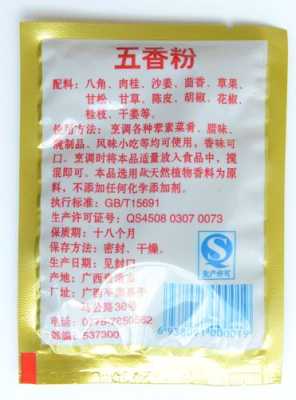 五香粉
配料：八角、肉桂、沙姜、茴香、草果、
甘松、甘草、陈皮、胡椒、花椒、
桂枝、干姜等。
使用方法：烹调各种荤素菜肴、腊味、
制品、风味小吃等均可使用，香味可
口。烹调时将本品适量放入食品中，搅
混即可。本品选用天然植物香料为原
料，不添加任何化学添加剂。
执行标准：GB/T15691
生产许可证号：QS4508 0307 0073
保质期：十八个月
保存方法：密封、干燥。
生产日期：见封口
产地：广西
厂址：广西
马公路36号
电话：
邮编：537300
QS
生产许可